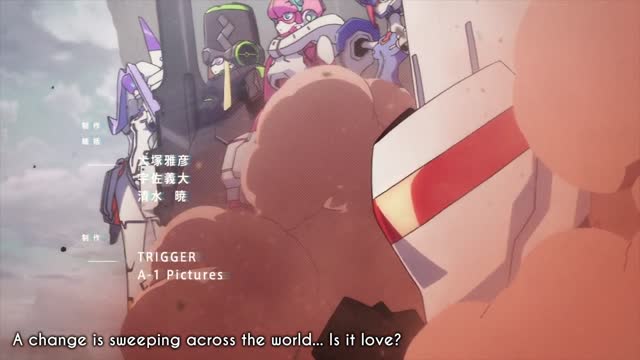 制作
統括
大塚雅彦
宇佐義大
清水 暁
制作
TRIGGER
A-1 Pictures
A change is sweeping across the world... Is it love?